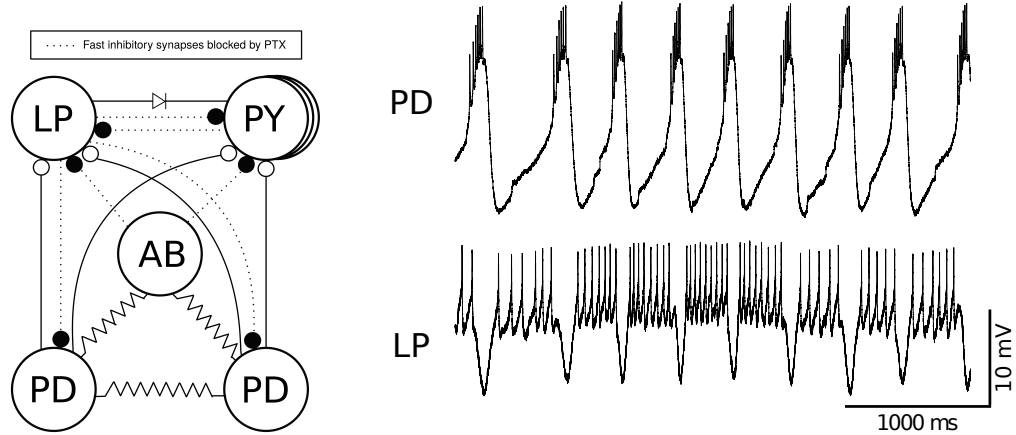 Fast inhibitory synapses blocked by PTX
LP
PY
AB
PD
PD
PD
LP
10 mV
1000 ms